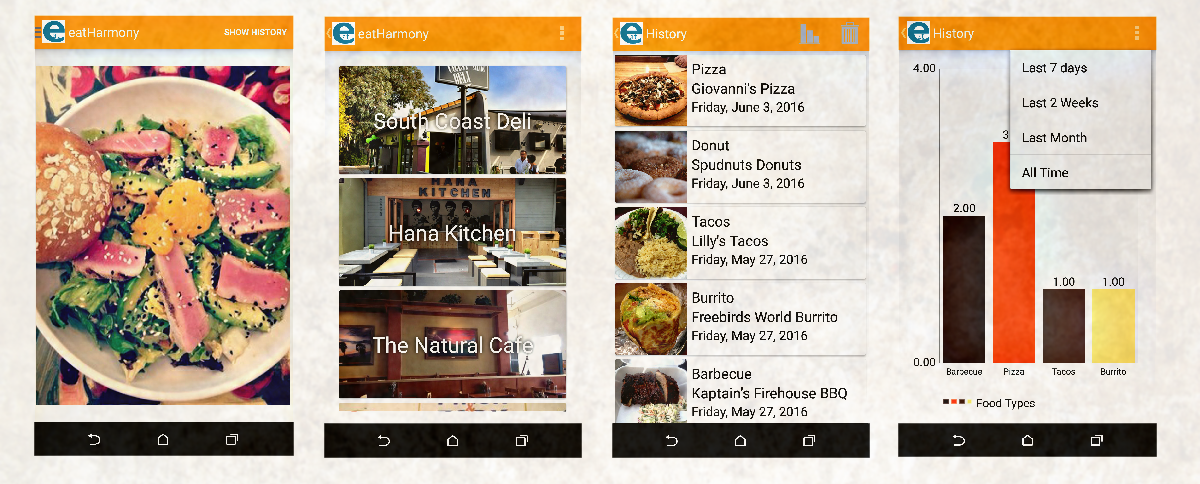 eatHarmony
SHOW HISTORY
eatHarmony
South Coast Deli
HANA
KITCHEN
Hana Kitchen
The Natural Cafe
History
Pizza
Giovanni's Pizza
Friday, June 3, 2016
Donut
Spudnuts Donuts
Friday, June 3, 2016
Tacos
Lilly's Tacos
Friday, May 27, 2016
Burrito
Freebirds World Burrito
Friday, May 27, 2016
Barbecue
Kaptain's Firehouse BBQ
Friday, May 27, 2016
History
Last 7 days
Last 2 Weeks
Last Month
All Time
4.00
3
2.00
1.00
1.00
0.00
Barbecue
Pizza
Tacos
Burrito
Food Types